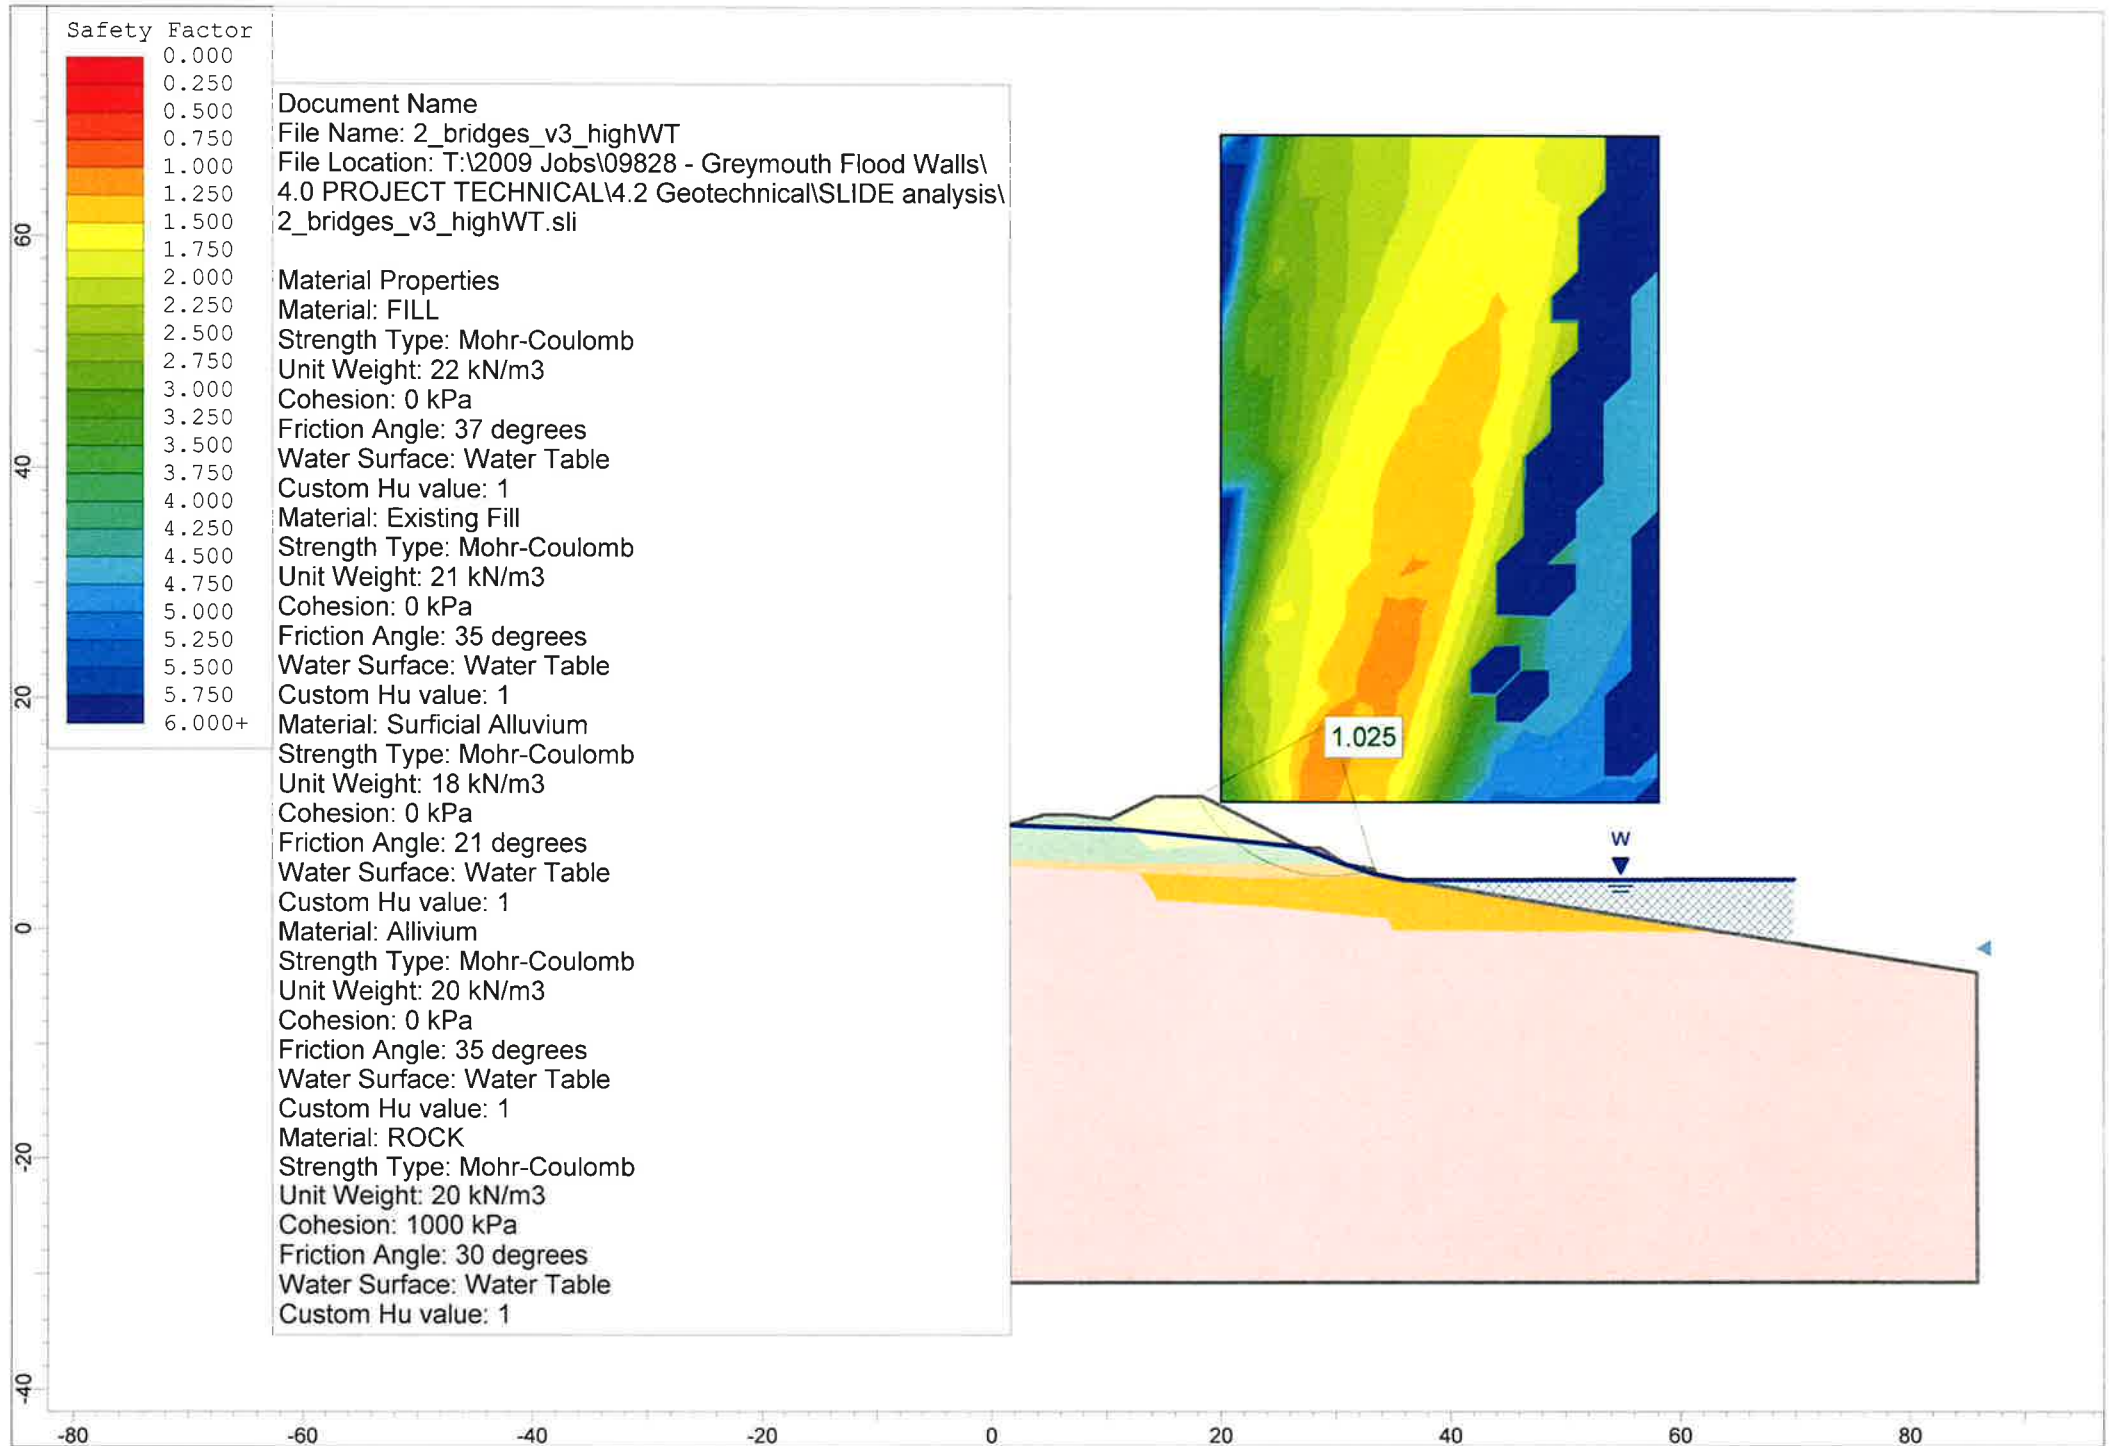 Safety Factor
0.000
0.250
0.500
0.750
1.000
1.250
1.500
1.750
2.000
2.250
2.500
2.750
3.000
3.250
3.500
3.750
4.000
4.250
4.500
4.750
5.000
5.250
5.500
5.750
6.000+
Document Name
File Name: 2_bridges_v3_highWT
File Location: T:\2009 Jobs\09828 - Greymouth Flood Walls\
4.0 PROJECT TECHNICAL\4.2 Geotechnical\SLIDE analysis\
2_bridges_v3_highWT.sli
Material Properties
Material: FILL
Strength Type: Mohr-Coulomb
Unit Weight: 22 kN/m3
Cohesion: 0 kPa
Friction Angle: 37 degrees
Water Surface: Water Table
Custom Hu value: 1
Material: Existing Fill
Strength Type: Mohr-Coulomb
Unit Weight: 21 kN/m3
Cohesion: 0 kPa
Friction Angle: 35 degrees
Water Surface: Water Table
Custom Hu value: 1
Material: Surficial Alluvium
Strength Type: Mohr-Coulomb
Unit Weight: 18 kN/m3
Cohesion: 0 kPa
Friction Angle: 21 degrees
Water Surface: Water Table
Custom Hu value: 1
Material: Allivium
Strength Type: Mohr-Coulomb
Unit Weight: 20 kN/m3
Cohesion: 0 kPa
Friction Angle: 35 degrees
Water Surface: Water Table
Custom Hu value: 1
Material: ROCK
Strength Type: Mohr-Coulomb
Unit Weight: 20 kN/m3
Cohesion: 1000 kPa
Friction Angle: 30 degrees
Water Surface: Water Table
Custom Hu value: 1
1.025
W
60
40
20
0
-20
-40
-80
-60
-40
-20
0
20
40
60
80